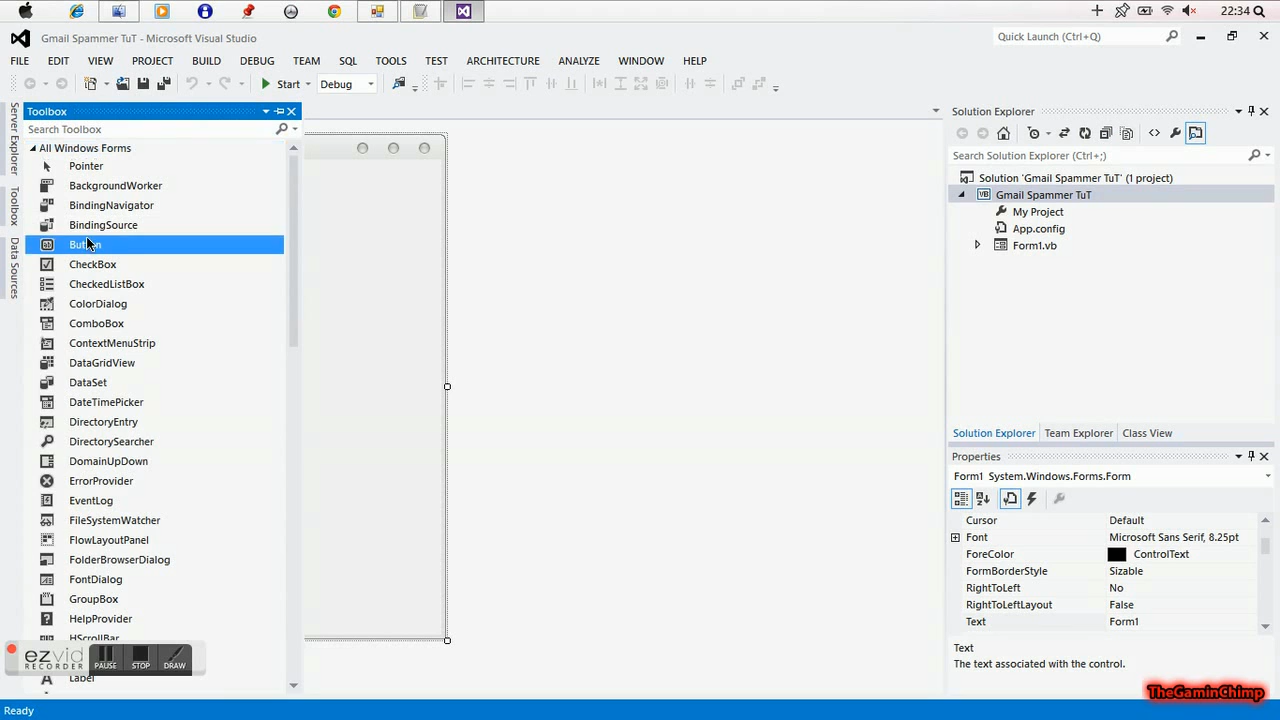 22:34
Gmail Spammer TuT - Microsoft Visual Studio
Quick Launch (Ctrl+Q)
FILE EDIT VIEW PROJECT BUILD DEBUG TEAM SQL TOOLS TEST ARCHITECTURE ANALYZE WINDOW HELP
Start Debug
Server Explorer
Toolbox
Data Sources
Toolbox
Search Toolbox
All Windows Forms
Pointer
BackgroundWorker
BindingNavigator
BindingSource
Button
CheckBox
CheckedListBox
ColorDialog
ComboBox
ContextMenuStrip
DataGridView
DataSet
DateTimePicker
DirectoryEntry
DirectorySearcher
DomainUpDown
ErrorProvider
EventLog
FileSystemWatcher
FlowLayoutPanel
FolderBrowserDialog
FontDialog
GroupBox
HelpProvider
HScrollBar
Label
ezvid
RECORDER
PAUSE STOP DRAW
Solution Explorer
Search Solution Explorer (Ctrl+;)
Solution 'Gmail Spammer TuT' (1 project)
VB Gmail Spammer TuT
My Project
App.config
Form1.vb
Solution Explorer Team Explorer Class View
Properties
Form1 System.Windows.Forms.Form
Cursor Default
Font Microsoft Sans Serif, 8.25pt
ForeColor ControlText
FormBorderStyle Sizable
RightToLeft No
RightToLeftLayout False
Text Form1
Text
The text associated with the control.
TheGaminChimp
Ready